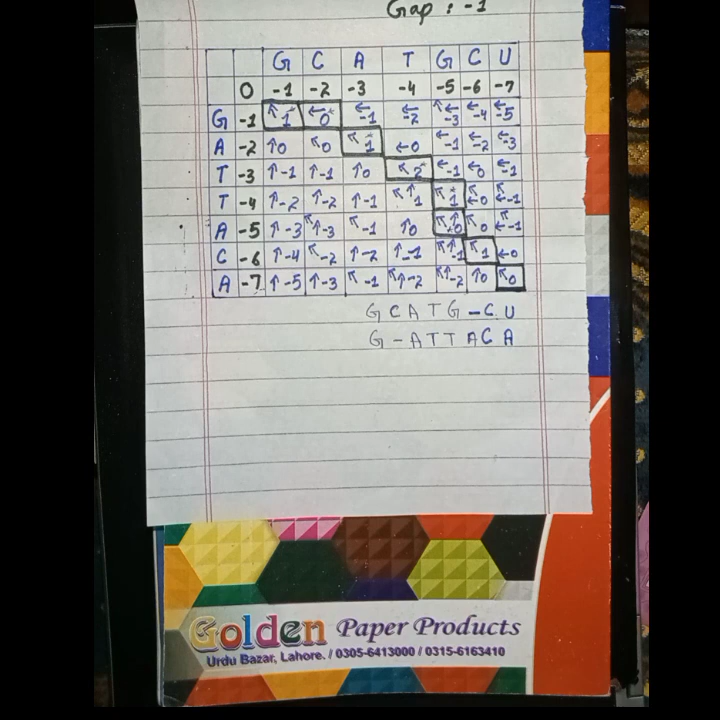 Gap : -1
G C A T G C U
0 -1 -2 -3 -4 -5 -6 -7
G -1 ↖1* ←0* ←-1 ←-2 ↖←-3 ←-4 ←-5
A -2 ↑0 ↖0 ↖1* ←0 ←-1 ←-2 ←-3
T -3 ↑-1 ↑-1 ↑0 ↖2* ←-1 ←0 ←-1
T -4 ↑-2 ↑-2 ↑-1 ↖↑1 ↖1* ↖←0 ↖←-1
A -5 ↑-3 ↖↑-3 ↖-1 ↑0 ↖↑0 ↖0 ↖←-1
C -6 ↑-4 ↖-2 ↑-2 ↑-1 ↖↑-1 ↖1 ←0
A -7 ↑-5 ↑-3 ↖-1 ↖↑-2 ↖↑-2 ↑0 ↖0
G C A T G - C U
G - A T T A C A
Golden Paper Products
Urdu Bazar, Lahore. / 0305-6413000 / 0315-6163410